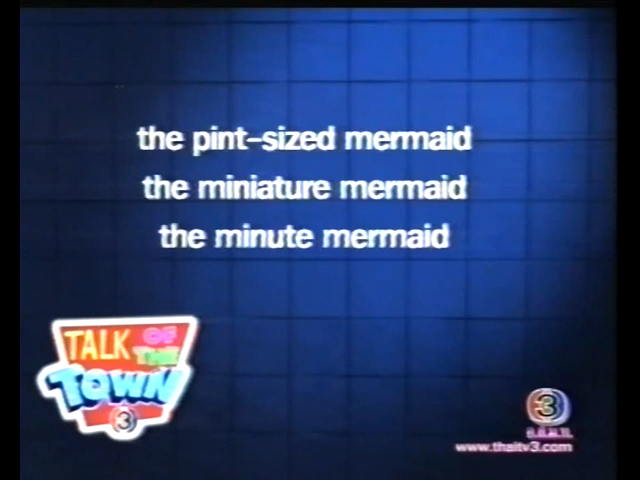 the pint-sized mermaid
the miniature mermaid
the minute mermaid
TALK OF
THE
TOWN
3
3
www.thaitv3.com